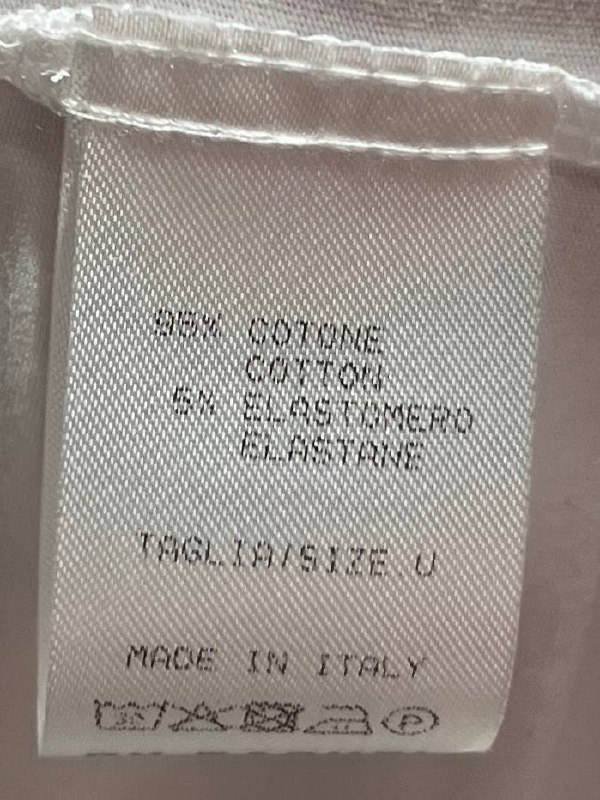 95% COTONE
COTTON
5% ELASTOMERO
ELASTANE
TAGLIA/SIZE.U
MADE IN ITALY
P